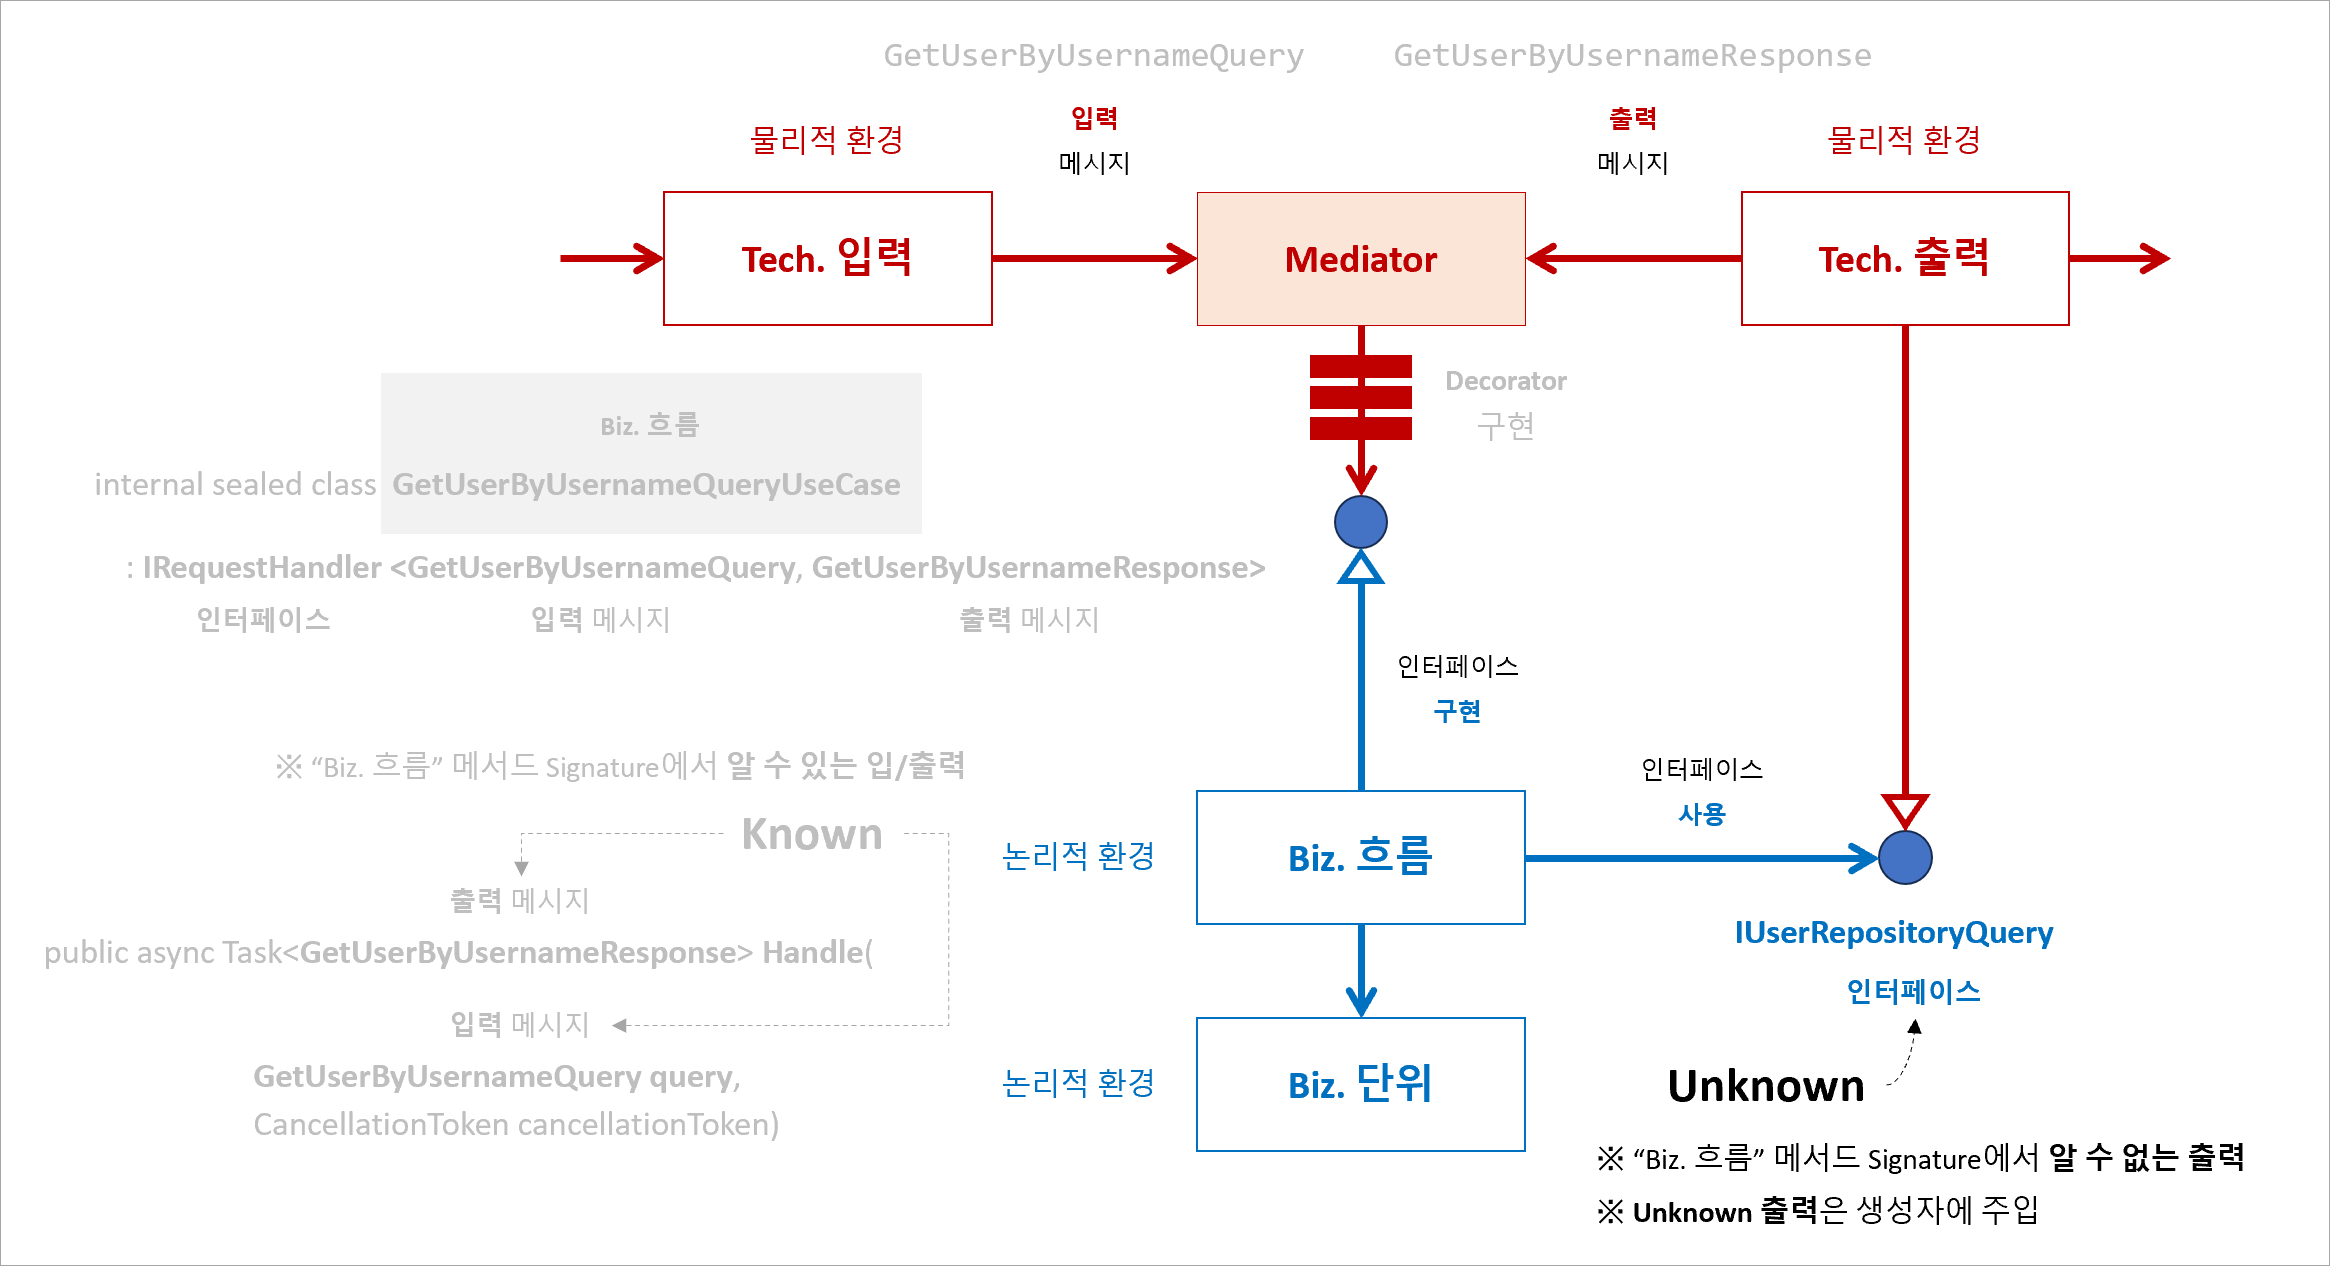 GetUserByUsernameQuery
GetUserByUsernameResponse
입력
메시지
출력
메시지
물리적 환경
물리적 환경
Tech. 입력
Mediator
Tech. 출력
Decorator
구현
Biz. 흐름
internal sealed class GetUserByUsernameQueryUseCase
: IRequestHandler <GetUserByUsernameQuery, GetUserByUsernameResponse>
인터페이스
입력 메시지
출력 메시지
인터페이스
구현
※ “Biz. 흐름” 메서드 Signature에서 알 수 있는 입/출력
Known
출력 메시지
public async Task<GetUserByUsernameResponse> Handle(
입력 메시지
GetUserByUsernameQuery query,
CancellationToken cancellationToken)
인터페이스
사용
논리적 환경
Biz. 흐름
IUserRepositoryQuery
인터페이스
논리적 환경
Biz. 단위
Unknown
※ “Biz. 흐름” 메서드 Signature에서 알 수 없는 출력
※ Unknown 출력은 생성자에 주입